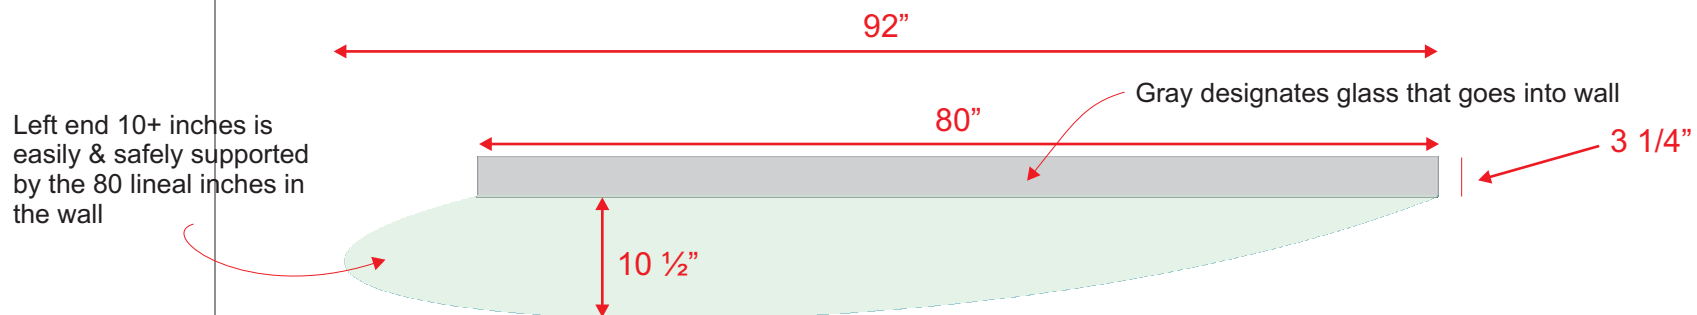 92”
Gray designates glass that goes into wall
80”
3 1/4”
Left end 10+ inches is
easily & safely supported
by the 80 lineal inches in
the wall
10 ½”